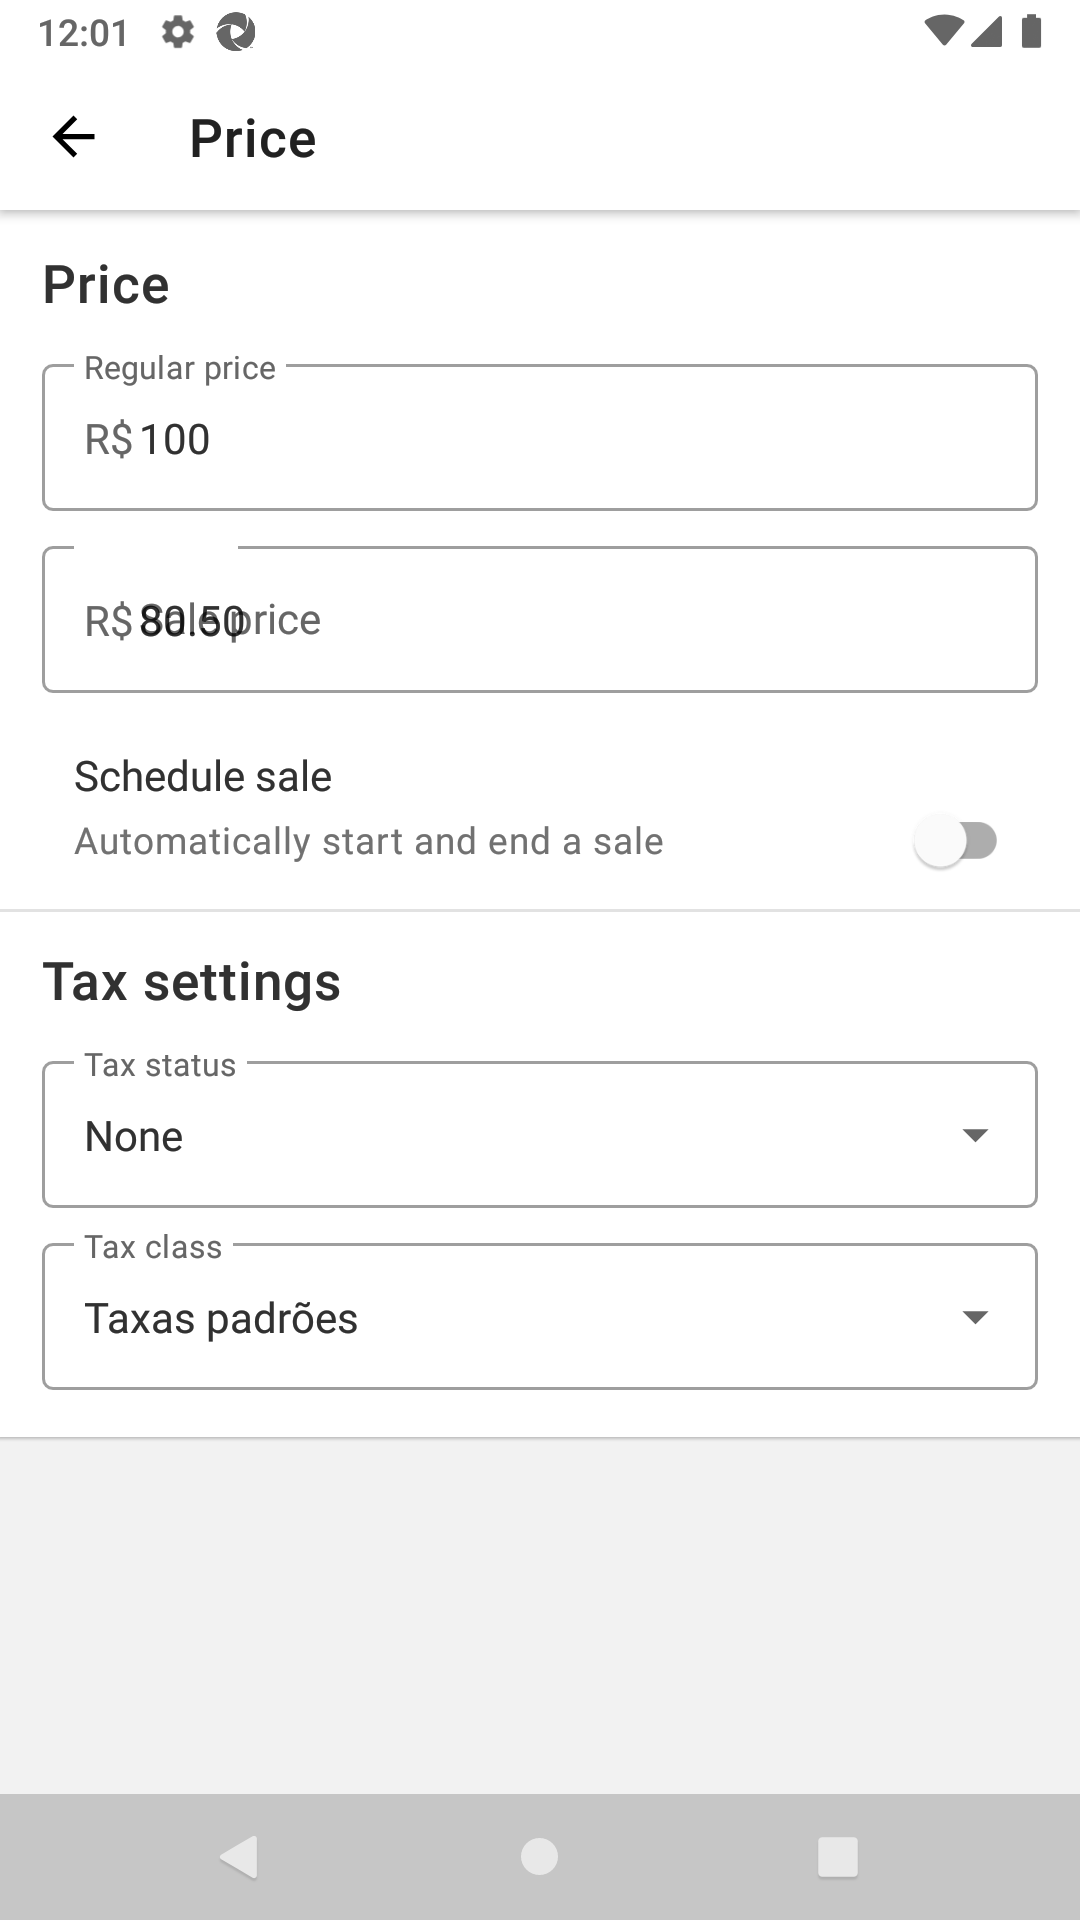 12:01
Price
Price
Regular price
R$ 100
R$ 80.50
Sale price
Schedule sale
Automatically start and end a sale
Tax settings
Tax status
None
Tax class
Taxas padrões